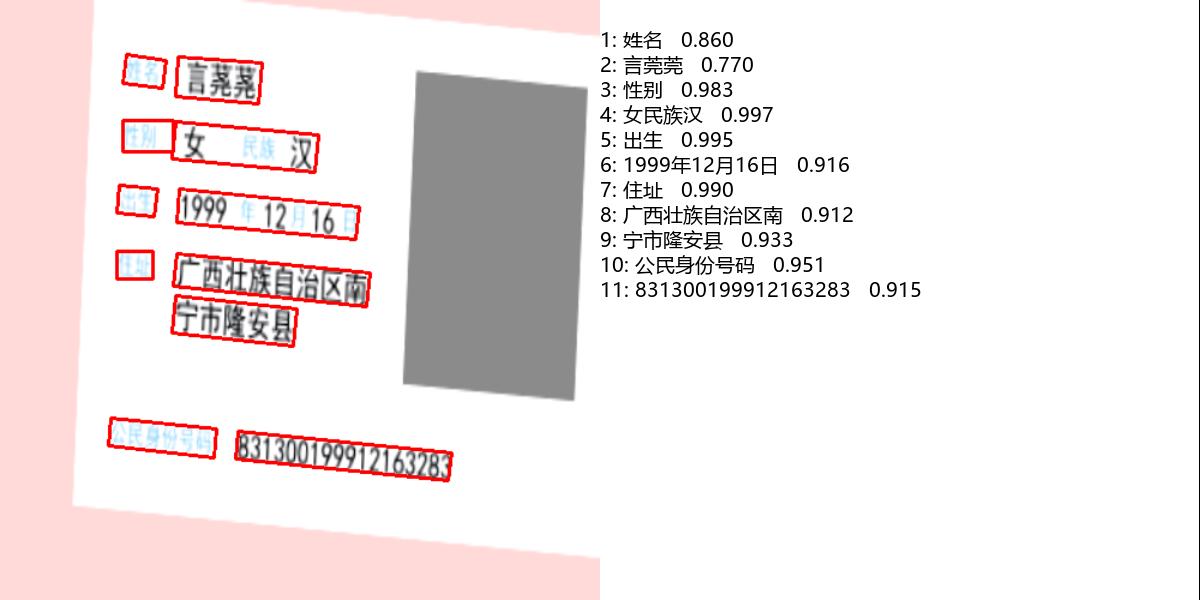 姓名 言荛荛
性别 女 民族 汉
出生 1999 年 12 月 16 日
住址 广西壮族自治区南
宁市隆安县
公民身份号码 831300199912163283
1: 姓名 0.860
2: 言莞莞 0.770
3: 性别 0.983
4: 女民族汉 0.997
5: 出生 0.995
6: 1999年12月16日 0.916
7: 住址 0.990
8: 广西壮族自治区南 0.912
9: 宁市隆安县 0.933
10: 公民身份号码 0.951
11: 831300199912163283 0.915